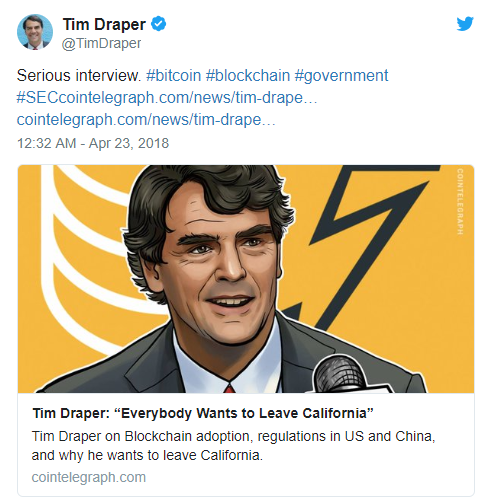 Tim Draper
@TimDraper
Serious interview. #bitcoin #blockchain #government
#SECcointelegraph.com/news/tim-drape…
cointelegraph.com/news/tim-drape…
12:32 AM - Apr 23, 2018
COINTELEGRAPH
Tim Draper: “Everybody Wants to Leave California”
Tim Draper on Blockchain adoption, regulations in US and China,
and why he wants to leave California.
cointelegraph.com